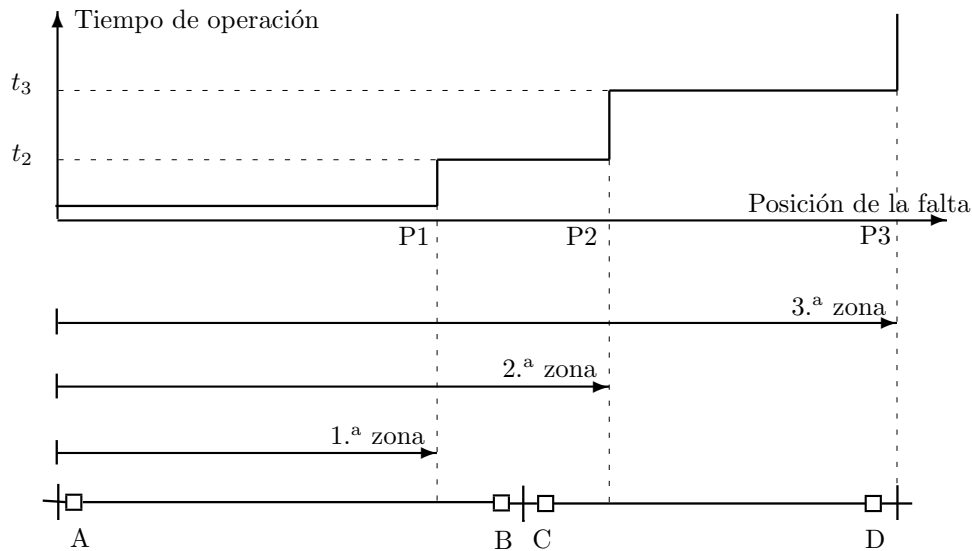 Tiempo de operación
t₃
t₂
Posición de la falta
P1 P2 P3
3.ª zona
2.ª zona
1.ª zona
A B C D